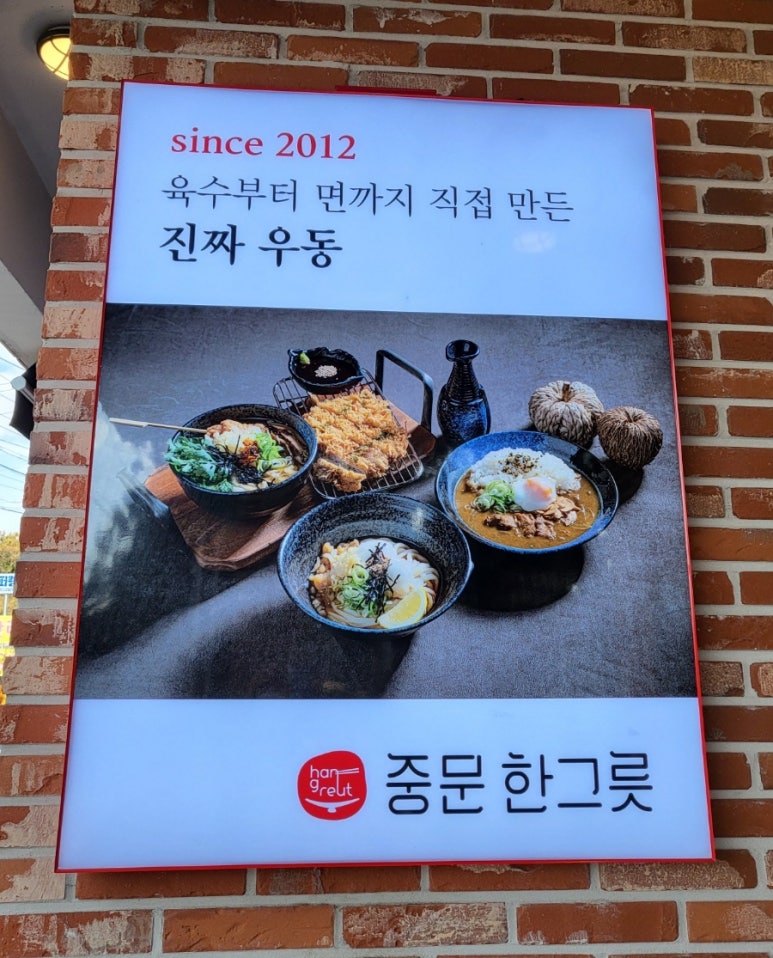 since 2012
육수부터 면까지 직접 만든
진짜 우동
han
greut
중문 한그릇